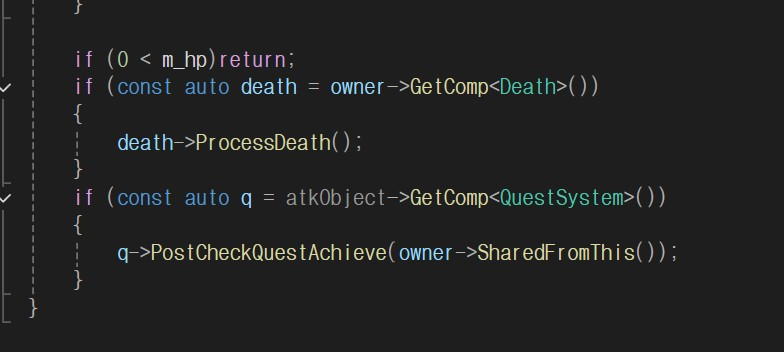 }
if (0 < m_hp)return;
if (const auto death = owner->GetComp<Death>())
{
death->ProcessDeath();
}
if (const auto q = atkObject->GetComp<QuestSystem>())
{
q->PostCheckQuestAchieve(owner->SharedFromThis());
}
}